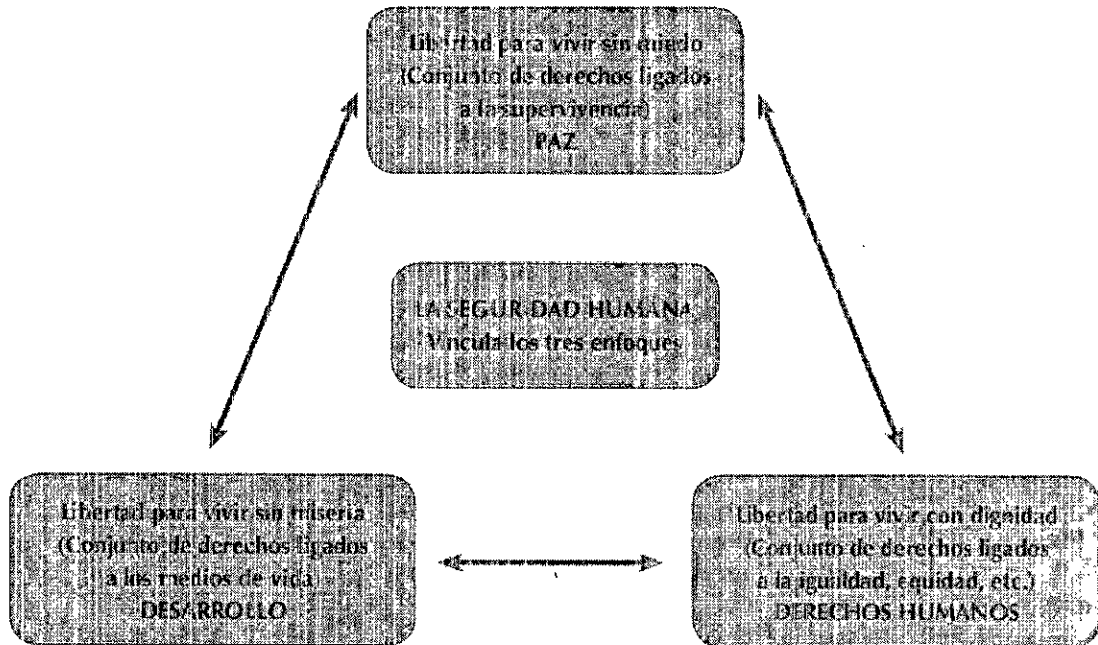 Libertad para vivir sin miedo
(Conjunto de derechos ligados
a la supervivencia)
PAZ
LA SEGURIDAD HUMANA
Vincula los tres enfoques
Libertad para vivir sin miseria
(Conjunto de derechos ligados
a los medios de vida
DESARROLLO
Libertad para vivir con dignidad
(Conjunto de derechos ligados
a la igualdad, equidad, etc.)
DERECHOS HUMANOS